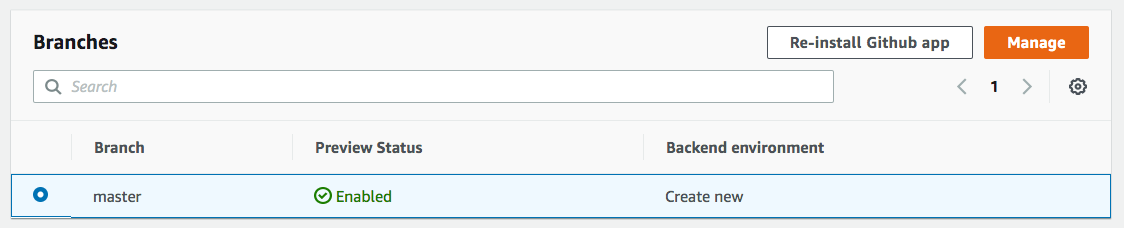 Branches
Re-install Github app
Manage
Search
1
Branch Preview Status Backend environment
master Enabled Create new